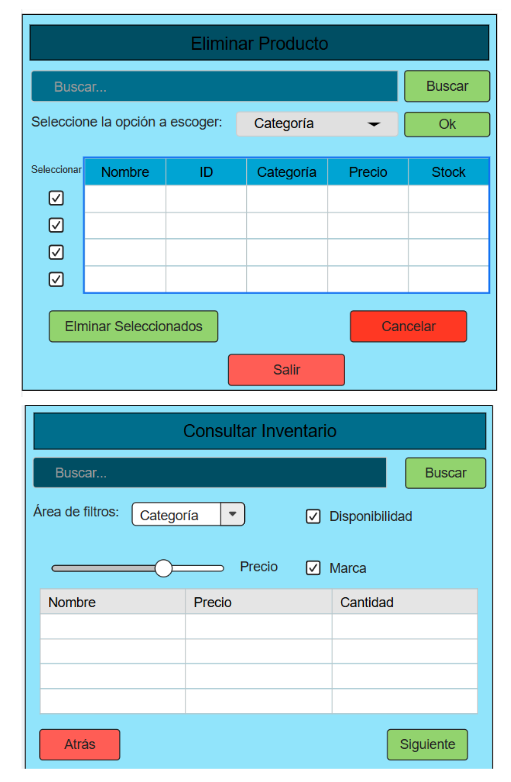 Eliminar Producto
Buscar... Buscar
Seleccione la opción a escoger: Categoría Ok
Seleccionar Nombre ID Categoría Precio Stock
Elminar Seleccionados Cancelar
Salir
Consultar Inventario
Buscar... Buscar
Área de filtros: Categoría Disponibilidad
Precio Marca
Nombre Precio Cantidad
Atrás Siguiente